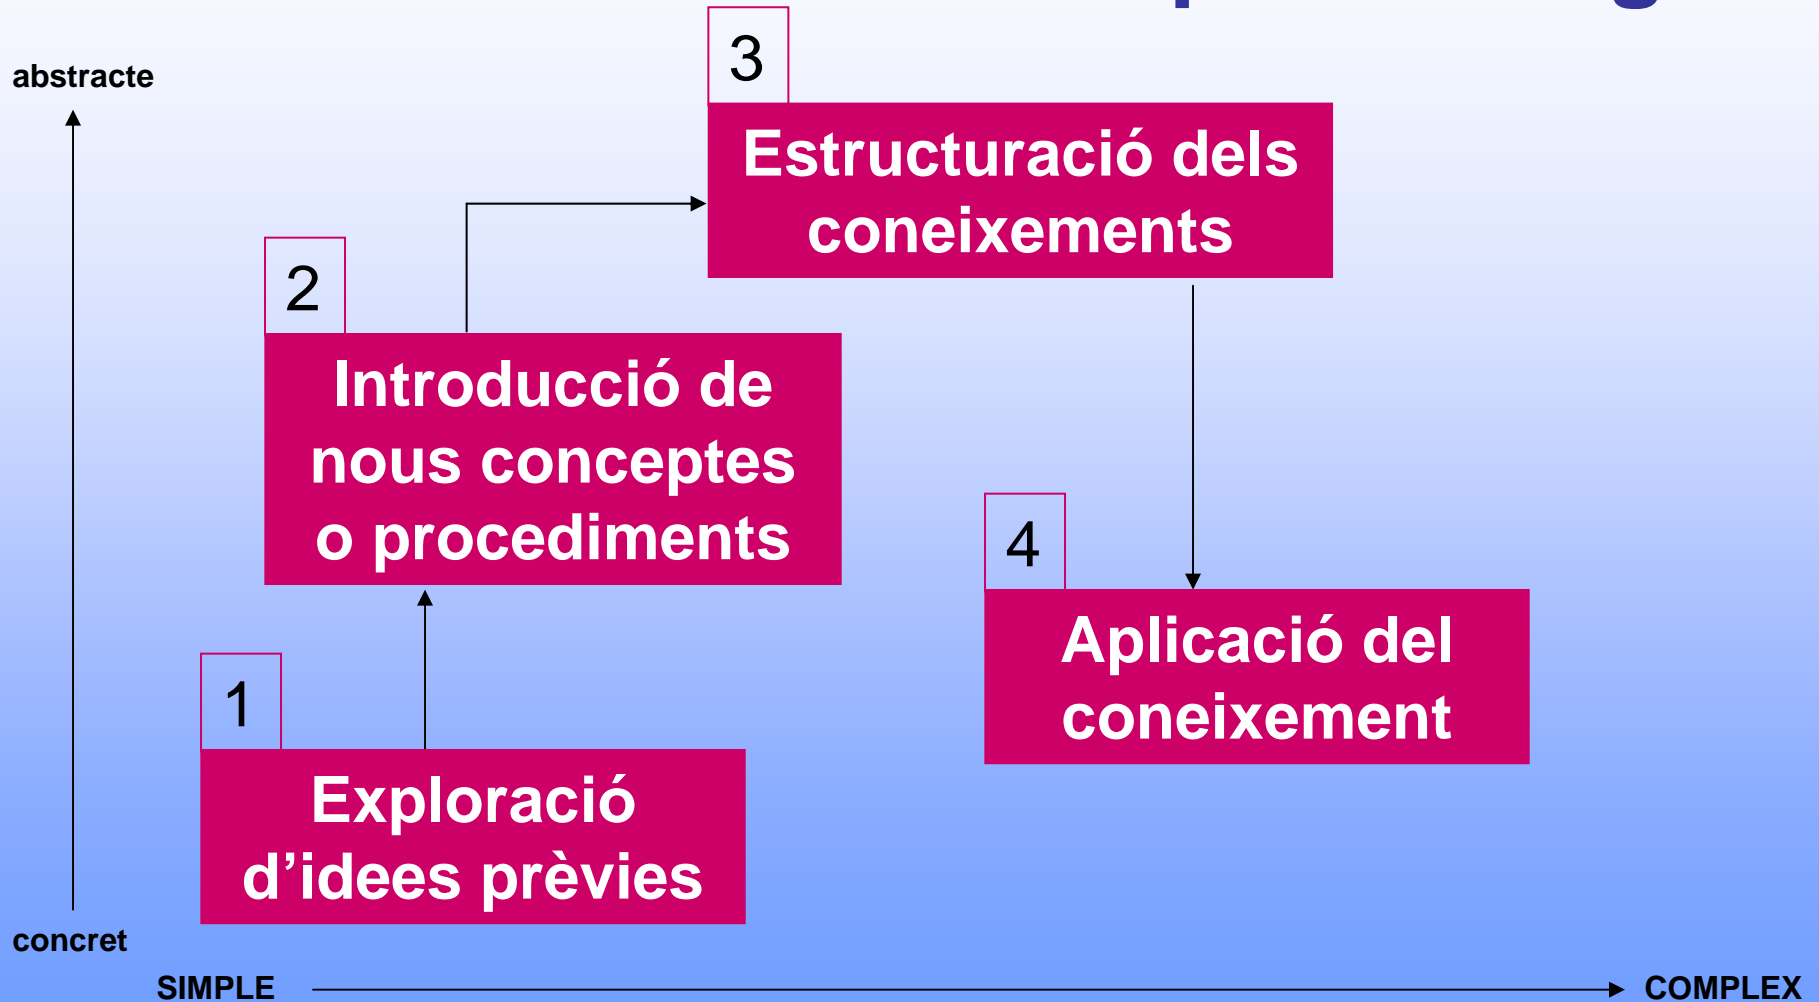 abstracte
3
Estructuració dels
coneixements
2
Introducció de
nous conceptes
o procediments
4
Aplicació del
coneixement
1
Exploració
d’idees prèvies
concret
SIMPLE
COMPLEX